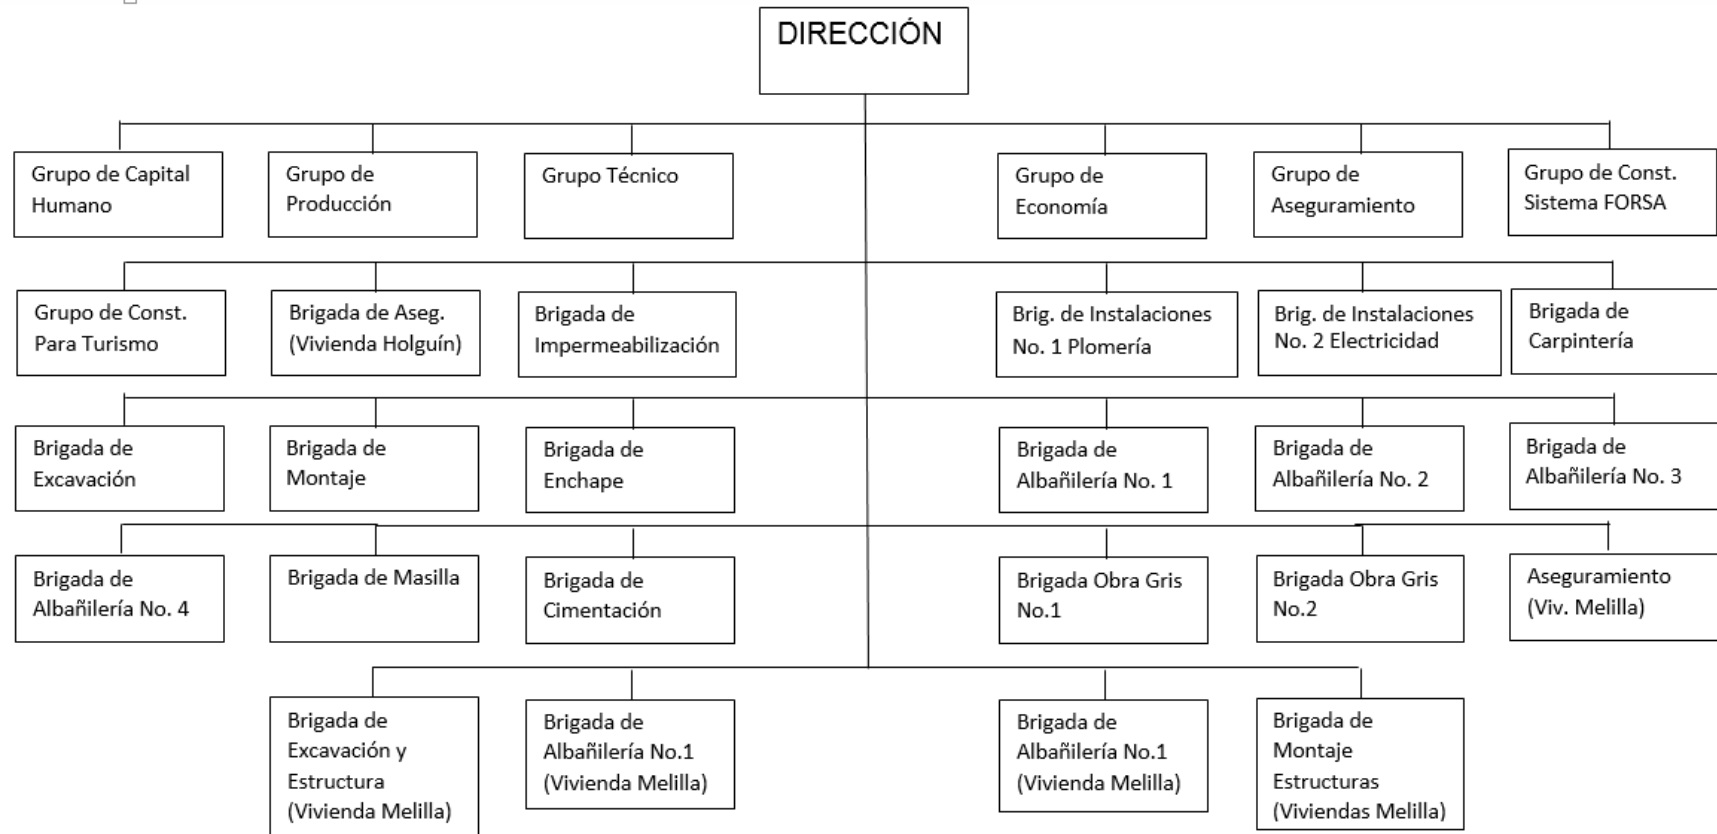 DIRECCIÓN
Grupo de Capital
Humano
Grupo de
Producción
Grupo Técnico
Grupo de
Economía
Grupo de
Aseguramiento
Grupo de Const.
Sistema FORSA
Grupo de Const.
Para Turismo
Brigada de Aseg.
(Vivienda Holguín)
Brigada de
Impermeabilización
Brig. de Instalaciones
No. 1 Plomería
Brig. de Instalaciones
No. 2 Electricidad
Brigada de
Carpintería
Brigada de
Excavación
Brigada de
Montaje
Brigada de
Enchape
Brigada de
Albañilería No. 1
Brigada de
Albañilería No. 2
Brigada de
Albañilería No. 3
Brigada de
Albañilería No. 4
Brigada de Masilla
Brigada de
Cimentación
Brigada Obra Gris
No.1
Brigada Obra Gris
No.2
Aseguramiento
(Viv. Melilla)
Brigada de
Excavación y
Estructura
(Vivienda Melilla)
Brigada de
Albañilería No.1
(Vivienda Melilla)
Brigada de
Albañilería No.1
(Vivienda Melilla)
Brigada de
Montaje
Estructuras
(Viviendas Melilla)